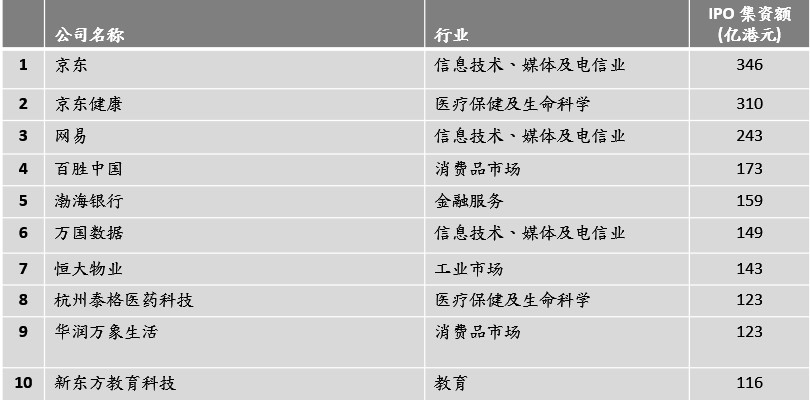 公司名称 行业 IPO 集资额
(亿港元)
1 京东 信息技术、媒体及电信业 346
2 京东健康 医疗保健及生命科学 310
3 网易 信息技术、媒体及电信业 243
4 百胜中国 消费品市场 173
5 渤海银行 金融服务 159
6 万国数据 信息技术、媒体及电信业 149
7 恒大物业 工业市场 143
8 杭州泰格医药科技 医疗保健及生命科学 123
9 华润万象生活 消费品市场 123
10 新东方教育科技 教育 116